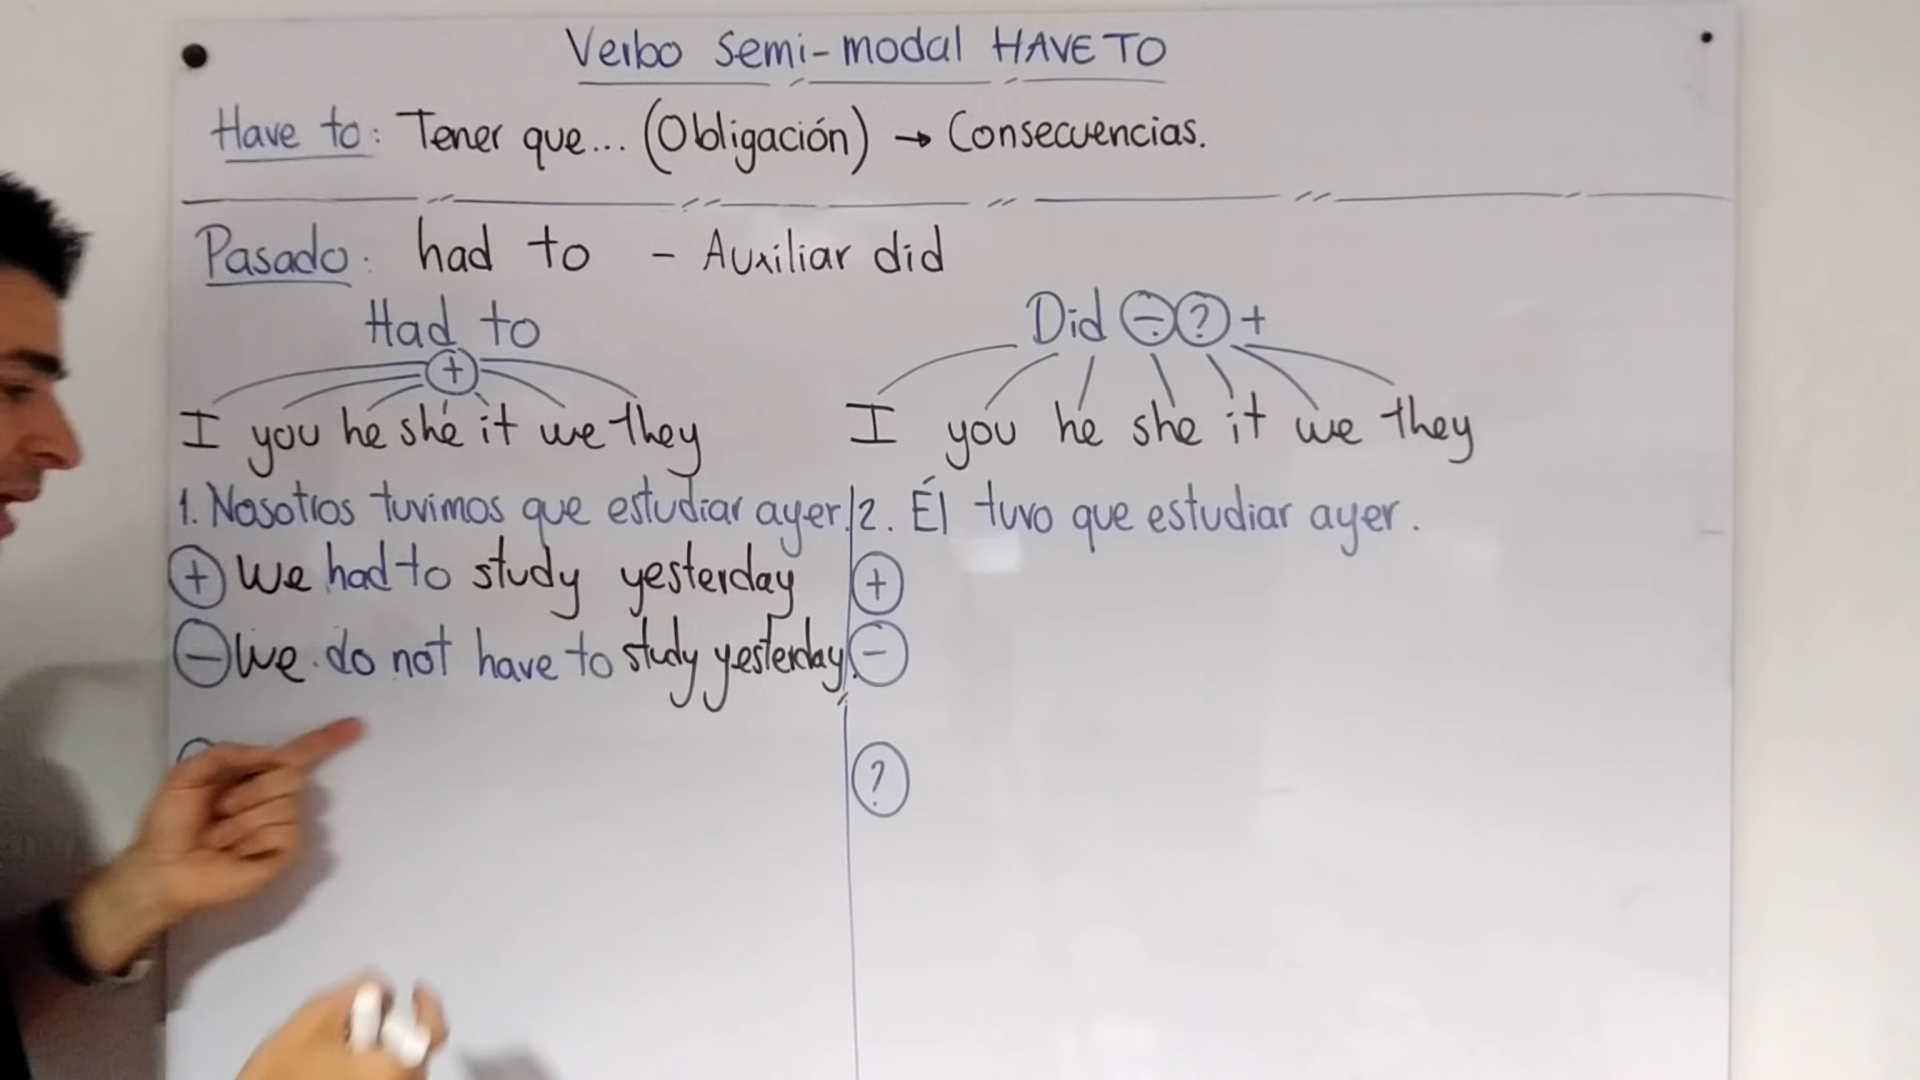 Verbo semi-modal HAVE TO
Have to: Tener que... (Obligación) → Consecuencias.
Pasado: had to - Auxiliar did
Had to
+
I you he she it we they
Did - ? +
I you he she it we they
1. Nosotros tuvimos que estudiar ayer.
+ We had to study yesterday
- We do not have to study yesterday.
2. Él tuvo que estudiar ayer.
+
-
?